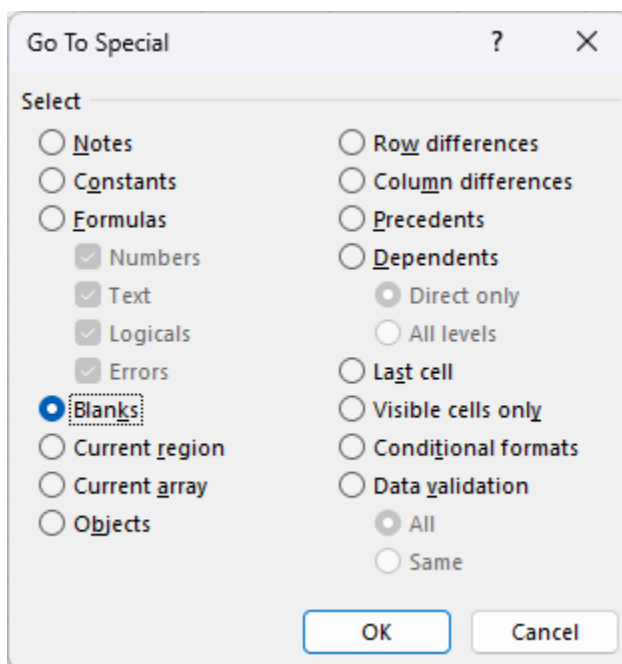 Go To Special ? ✕
Select
Notes
Constants
Formulas
Numbers
Text
Logicals
Errors
Blanks
Current region
Current array
Objects
Row differences
Column differences
Precedents
Dependents
Direct only
All levels
Last cell
Visible cells only
Conditional formats
Data validation
All
Same
OK
Cancel